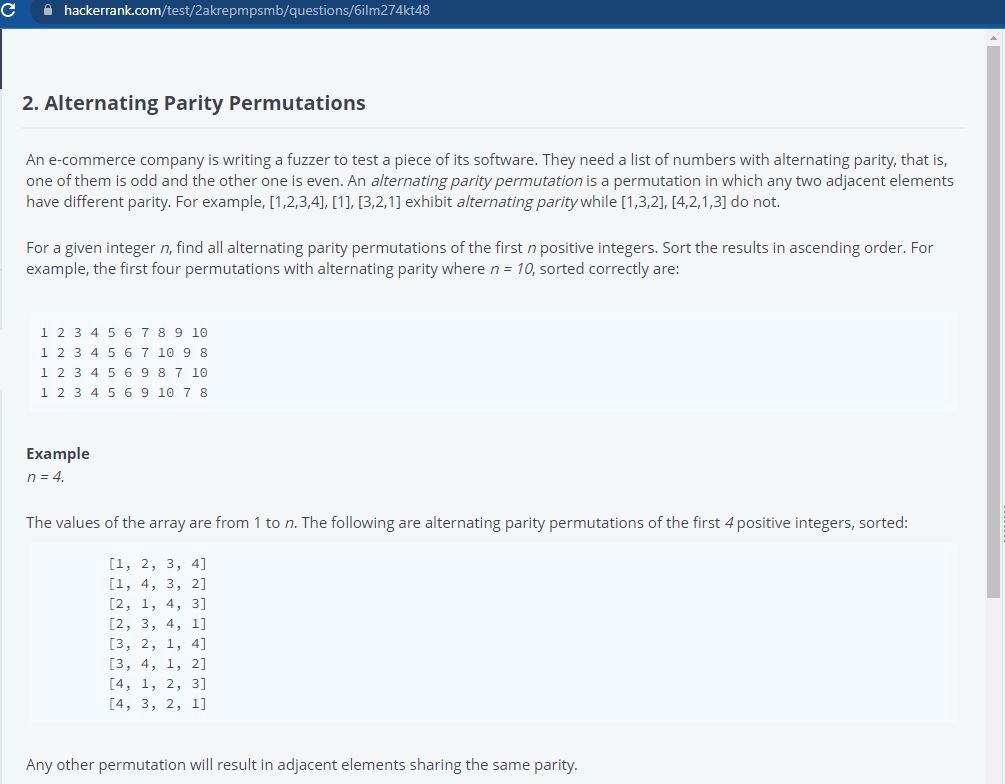 hackerrank.com/test/2akrepmpsmb/questions/6ilm274kt48
2. Alternating Parity Permutations
An e-commerce company is writing a fuzzer to test a piece of its software. They need a list of numbers with alternating parity, that is,
one of them is odd and the other one is even. An alternating parity permutation is a permutation in which any two adjacent elements
have different parity. For example, [1,2,3,4], [1], [3,2,1] exhibit alternating parity while [1,3,2], [4,2,1,3] do not.
For a given integer n, find all alternating parity permutations of the first n positive integers. Sort the results in ascending order. For
example, the first four permutations with alternating parity where n = 10, sorted correctly are:
1 2 3 4 5 6 7 8 9 10
1 2 3 4 5 6 7 10 9 8
1 2 3 4 5 6 9 8 7 10
1 2 3 4 5 6 9 10 7 8
Example
n = 4.
The values of the array are from 1 to n. The following are alternating parity permutations of the first 4 positive integers, sorted:
[1, 2, 3, 4]
[1, 4, 3, 2]
[2, 1, 4, 3]
[2, 3, 4, 1]
[3, 2, 1, 4]
[3, 4, 1, 2]
[4, 1, 2, 3]
[4, 3, 2, 1]
Any other permutation will result in adjacent elements sharing the same parity.